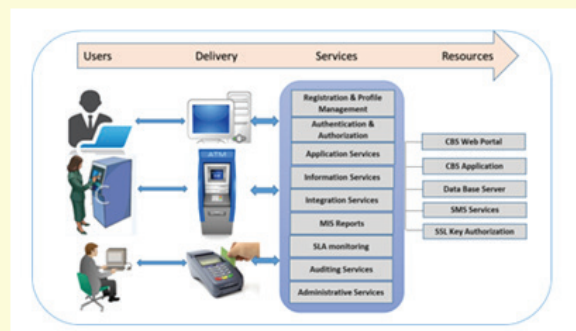 Users Delivery Services Resources
Registration & Profile
Management
Authentication &
Authorization
Application Services
Information Services
Integration Services
MIS Reports
SLA monitoring
Auditing Services
Administrative Services
ATM
CBS Web Portal
CBS Application
Data Base Server
SMS Services
SSL Key Authorization